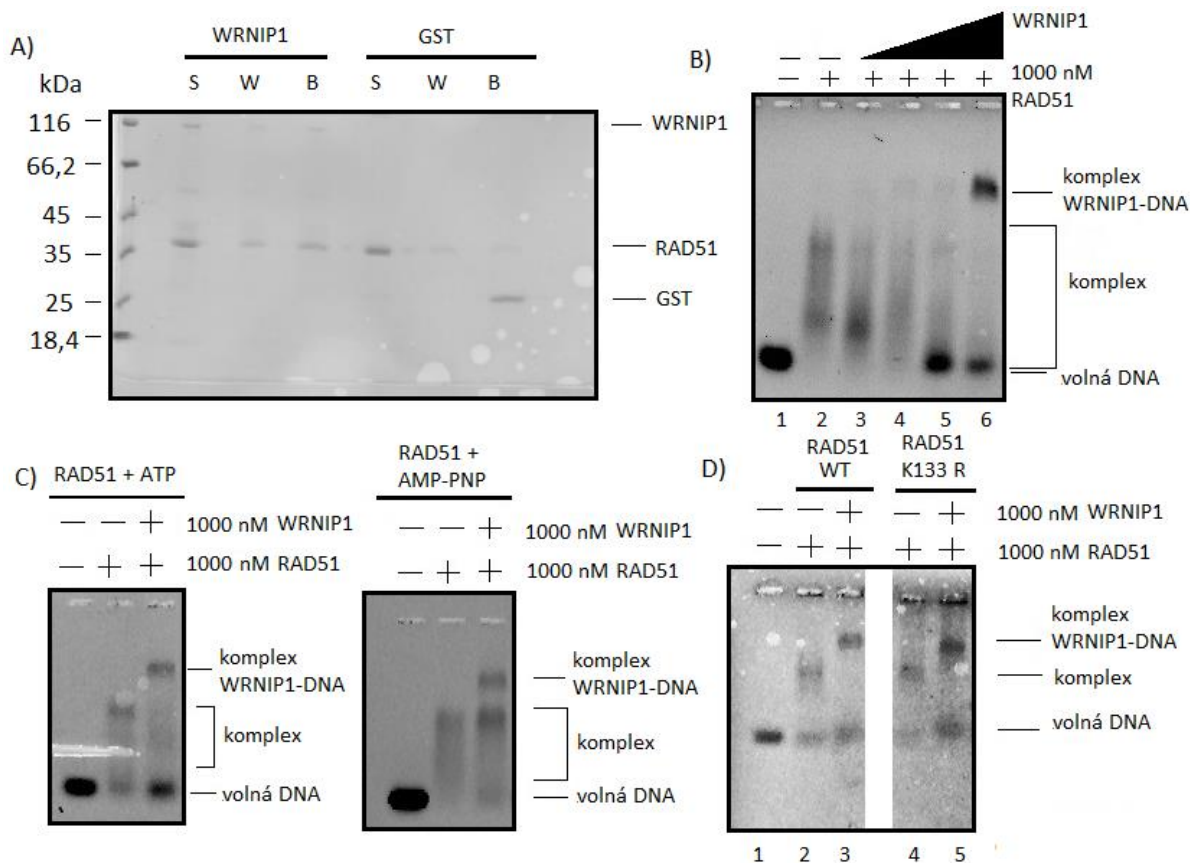 A)
WRNIP1 GST
kDa S W B S W B
116
66,2
45
35
25
18,4
WRNIP1
RAD51
GST
B)
WRNIP1
– –
– + + + + + 1000 nM
RAD51
komplex
WRNIP1-DNA
komplex
volná DNA
1 2 3 4 5 6
C)
RAD51 + ATP
– – + 1000 nM WRNIP1
– + + 1000 nM RAD51
komplex
WRNIP1-DNA
komplex
volná DNA
RAD51 +
AMP-PNP
– – + 1000 nM WRNIP1
– + + 1000 nM RAD51
komplex
WRNIP1-DNA
komplex
volná DNA
D)
RAD51 RAD51
WT K133 R
– – + – + 1000 nM WRNIP1
– + + + + 1000 nM RAD51
komplex
WRNIP1-DNA
komplex
volná DNA
1 2 3 4 5